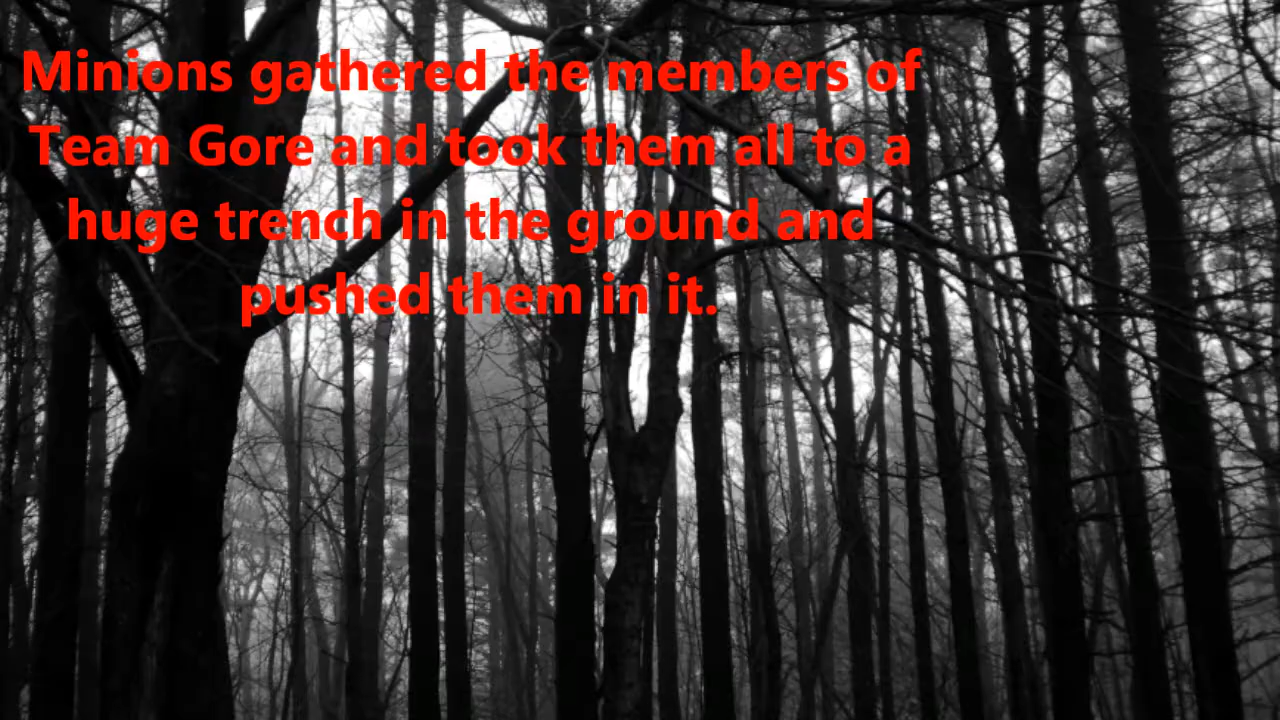 Minions gathered the members of
Team Gore and took them all to a
huge trench in the ground and
pushed them in it.